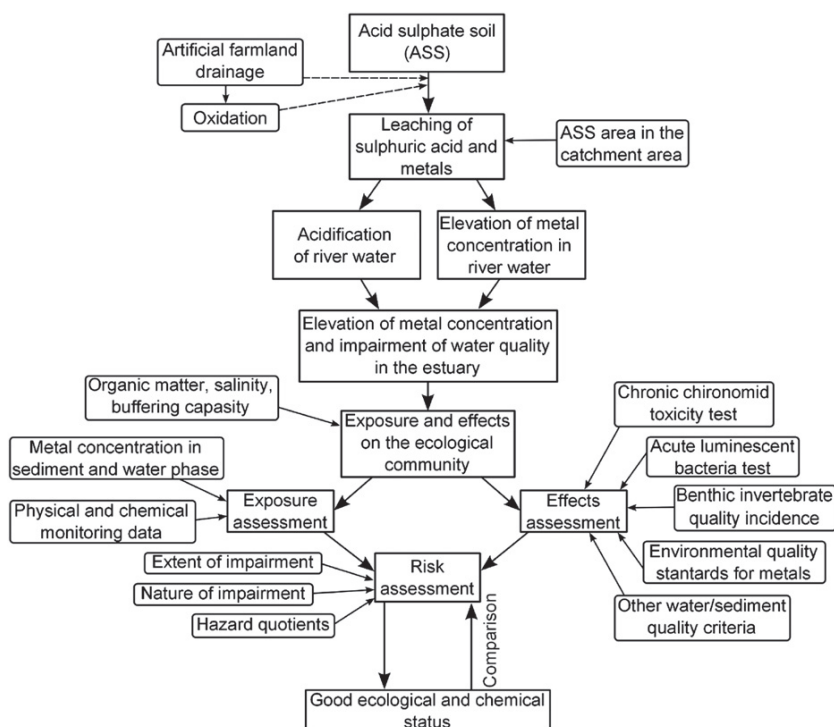 Acid sulphate soil
(ASS)
Artificial farmland
drainage
Oxidation
Leaching of
sulphuric acid and
metals
ASS area in the
catchment area
Acidification
of river water
Elevation of metal
concentration in
river water
Elevation of metal concentration
and impairment of water quality
in the estuary
Organic matter, salinity,
buffering capasity
Exposure and effects
on the ecological
community
Chronic chironomid
toxicity test
Metal concentration in
sediment and water phase
Acute luminescent
bacteria test
Physical and chemical
monitoring data
Exposure
assessment
Effects
assessment
Benthic invertebrate
quality incidence
Extent of impairment
Nature of impairment
Hazard quotients
Risk
assessment
Environmental quality
stantards for metals
Other water/sediment
quality criteria
Comparison
Good ecological and chemical
status